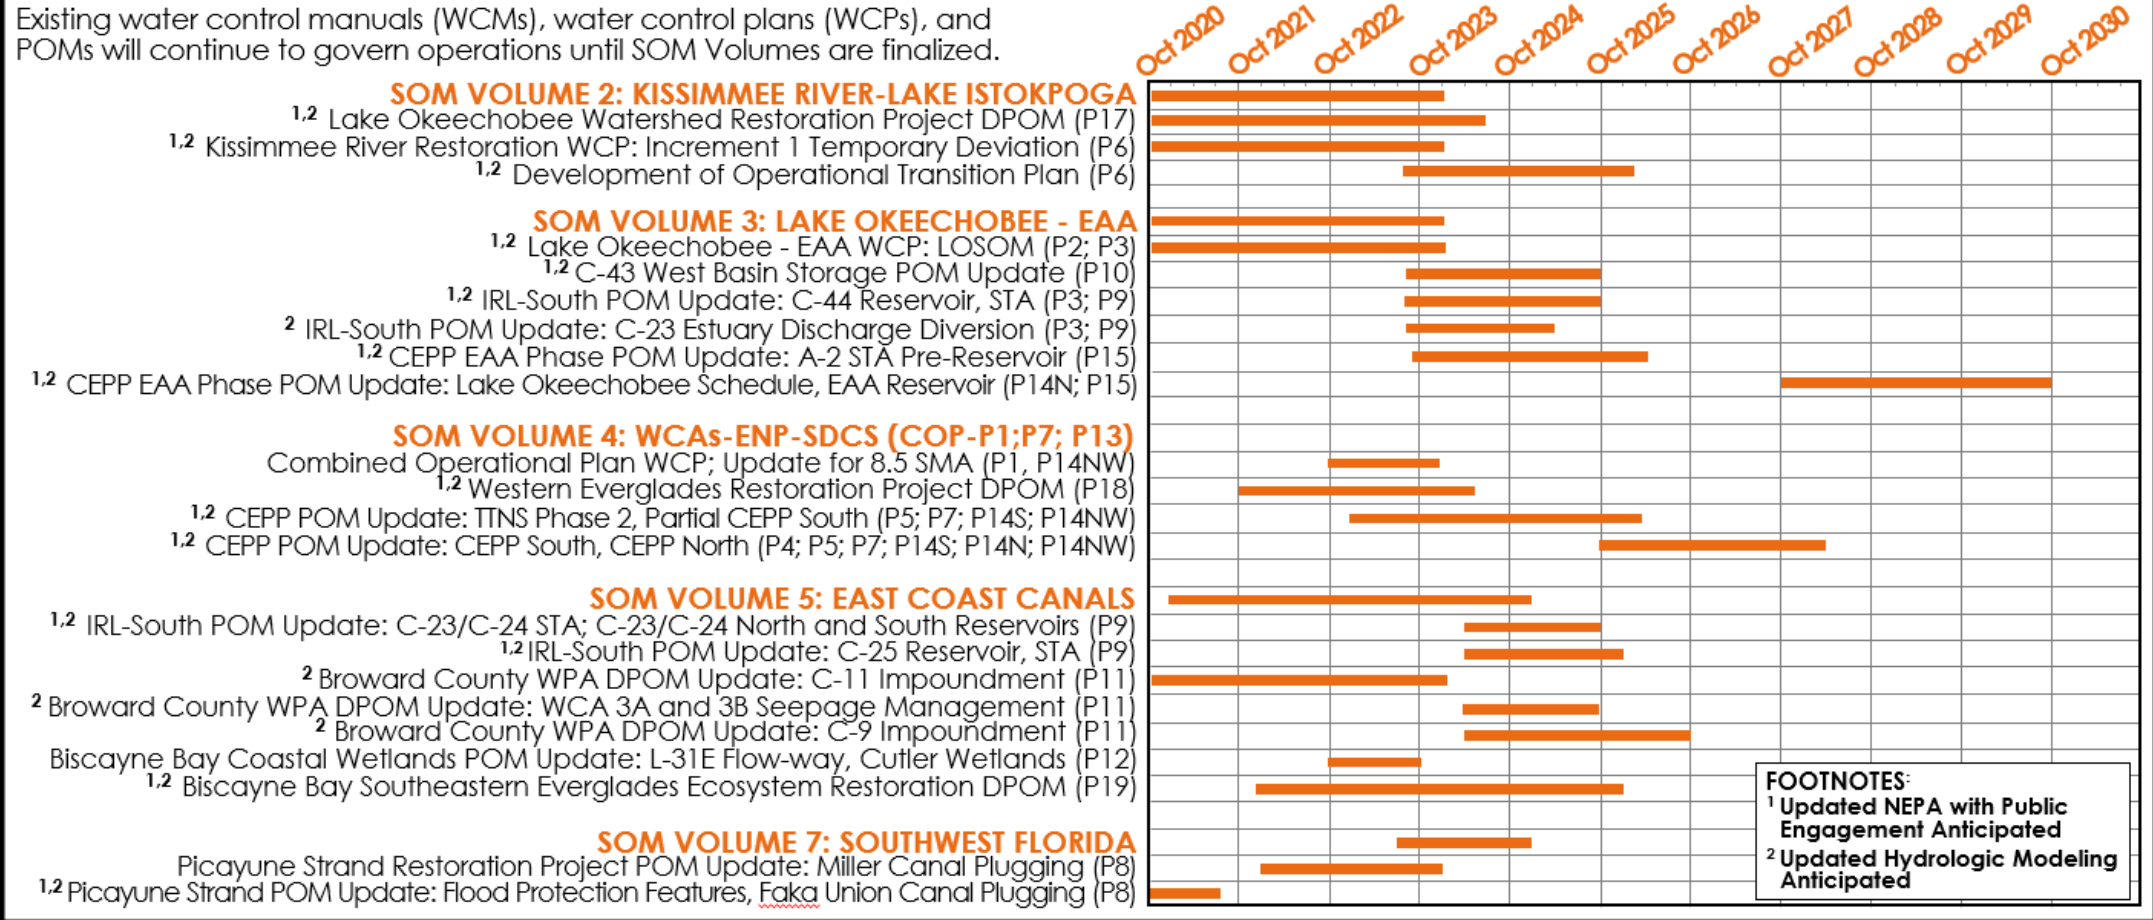 Existing water control manuals (WCMs), water control plans (WCPs), and
POMs will continue to govern operations until SOM Volumes are finalized.
Oct 2020
Oct 2021
Oct 2022
Oct 2023
Oct 2024
Oct 2025
Oct 2026
Oct 2027
Oct 2028
Oct 2029
Oct 2030
SOM VOLUME 2: KISSIMMEE RIVER-LAKE ISTOKPOGA
1,2 Lake Okeechobee Watershed Restoration Project DPOM (P17)
1,2 Kissimmee River Restoration WCP: Increment 1 Temporary Deviation (P6)
1,2 Development of Operational Transition Plan (P6)
SOM VOLUME 3: LAKE OKEECHOBEE - EAA
1,2 Lake Okeechobee - EAA WCP: LOSOM (P2; P3)
1,2 C-43 West Basin Storage POM Update (P10)
1,2 IRL-South POM Update: C-44 Reservoir, STA (P3; P9)
2 IRL-South POM Update: C-23 Estuary Discharge Diversion (P3; P9)
1,2 CEPP EAA Phase POM Update: A-2 STA Pre-Reservoir (P15)
1,2 CEPP EAA Phase POM Update: Lake Okeechobee Schedule, EAA Reservoir (P14N; P15)
SOM VOLUME 4: WCAs-ENP-SDCS (COP-P1;P7; P13)
Combined Operational Plan WCP; Update for 8.5 SMA (P1, P14NW)
1,2 Western Everglades Restoration Project DPOM (P18)
1,2 CEPP POM Update: TTNS Phase 2, Partial CEPP South (P5; P7; P14S; P14NW)
1,2 CEPP POM Update: CEPP South, CEPP North (P4; P5; P7; P14S; P14N; P14NW)
SOM VOLUME 5: EAST COAST CANALS
1,2 IRL-South POM Update: C-23/C-24 STA; C-23/C-24 North and South Reservoirs (P9)
1,2 IRL-South POM Update: C-25 Reservoir, STA (P9)
2 Broward County WPA DPOM Update: C-11 Impoundment (P11)
2 Broward County WPA DPOM Update: WCA 3A and 3B Seepage Management (P11)
2 Broward County WPA DPOM Update: C-9 Impoundment (P11)
Biscayne Bay Coastal Wetlands POM Update: L-31E Flow-way, Cutler Wetlands (P12)
1,2 Biscayne Bay Southeastern Everglades Ecosystem Restoration DPOM (P19)
SOM VOLUME 7: SOUTHWEST FLORIDA
Picayune Strand Restoration Project POM Update: Miller Canal Plugging (P8)
1,2 Picayune Strand POM Update: Flood Protection Features, Faka Union Canal Plugging (P8)
FOOTNOTES:
1 Updated NEPA with Public
Engagement Anticipated
2 Updated Hydrologic Modeling
Anticipated